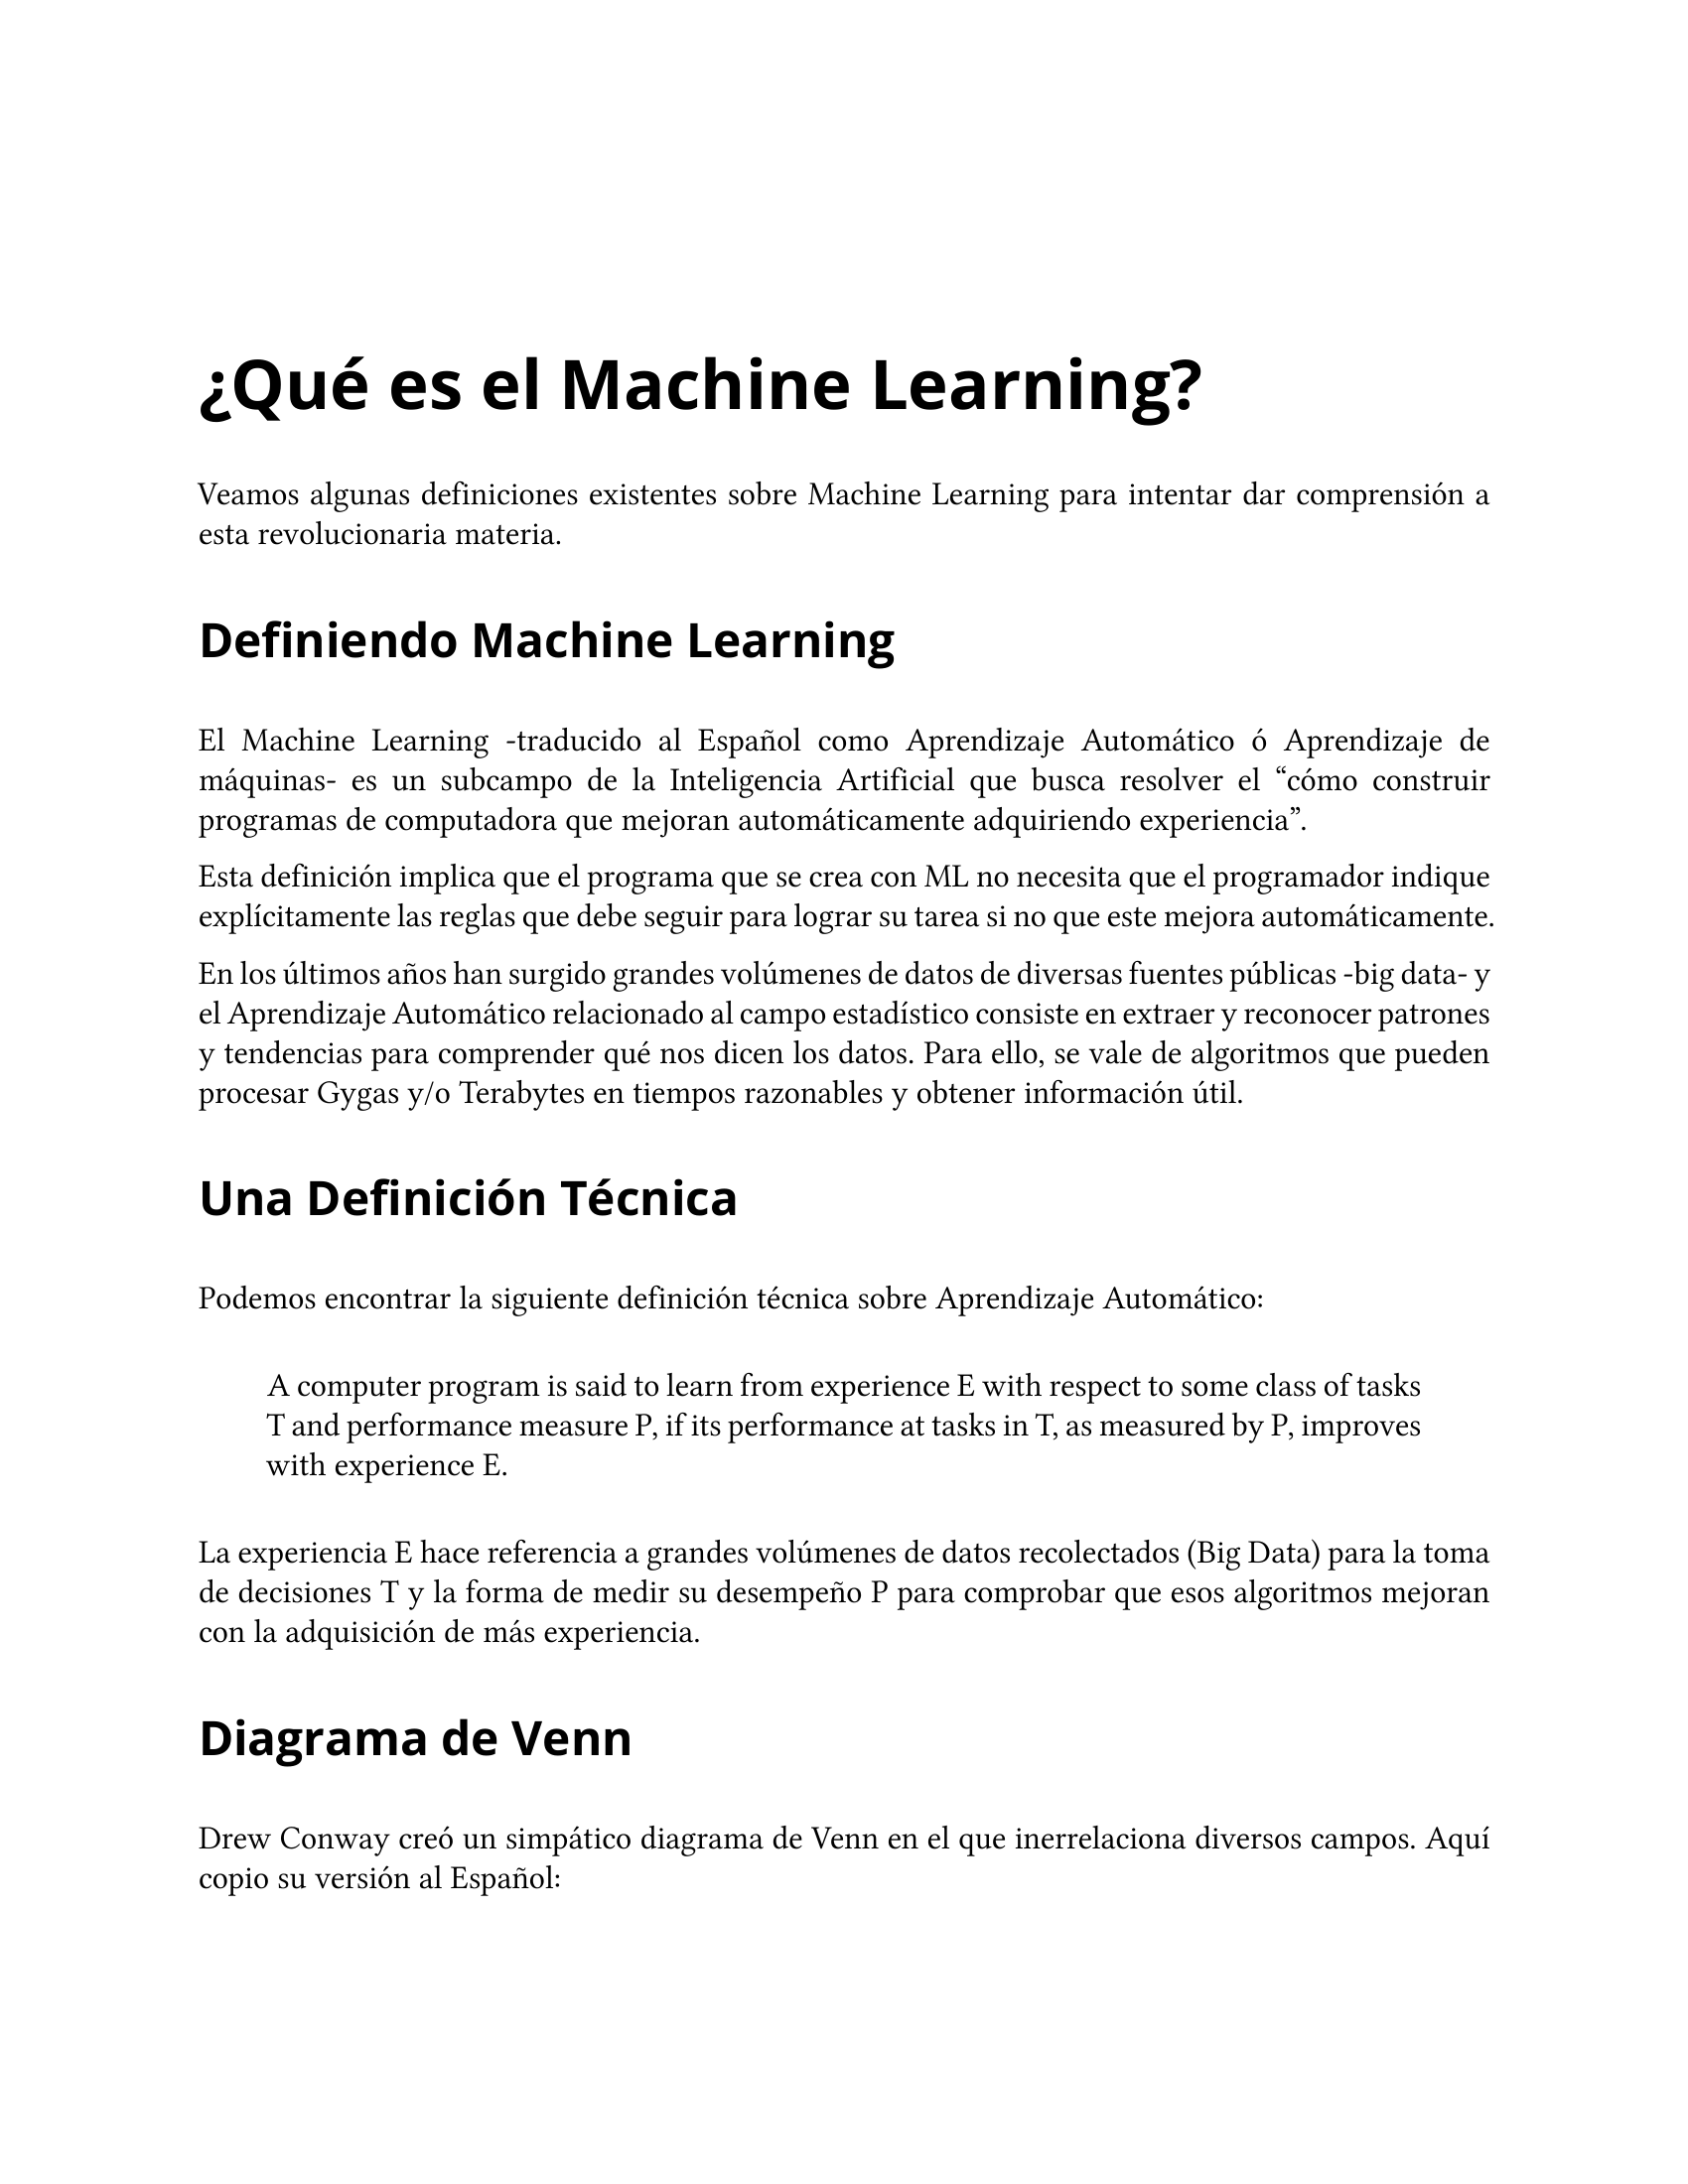 ¿Qué es el Machine Learning?
Veamos algunas definiciones existentes sobre Machine Learning para intentar dar comprensión a
esta revolucionaria materia.
Definiendo Machine Learning
El Machine Learning -traducido al Español como Aprendizaje Automático ó Aprendizaje de
máquinas- es un subcampo de la Inteligencia Artificial que busca resolver el “cómo construir
programas de computadora que mejoran automáticamente adquiriendo experiencia”.
Esta definición implica que el programa que se crea con ML no necesita que el programador indique
explícitamente las reglas que debe seguir para lograr su tarea si no que este mejora automáticamente.
En los últimos años han surgido grandes volúmenes de datos de diversas fuentes públicas -big data- y
el Aprendizaje Automático relacionado al campo estadístico consiste en extraer y reconocer patrones
y tendencias para comprender qué nos dicen los datos. Para ello, se vale de algoritmos que pueden
procesar Gygas y/o Terabytes en tiempos razonables y obtener información útil.
Una Definición Técnica
Podemos encontrar la siguiente definición técnica sobre Aprendizaje Automático:
A computer program is said to learn from experience E with respect to some class of tasks
T and performance measure P, if its performance at tasks in T, as measured by P, improves
with experience E.
La experiencia E hace referencia a grandes volúmenes de datos recolectados (Big Data) para la toma
de decisiones T y la forma de medir su desempeño P para comprobar que esos algoritmos mejoran
con la adquisición de más experiencia.
Diagrama de Venn
Drew Conway creó un simpático diagrama de Venn en el que inerrelaciona diversos campos. Aquí
copio su versión al Español: